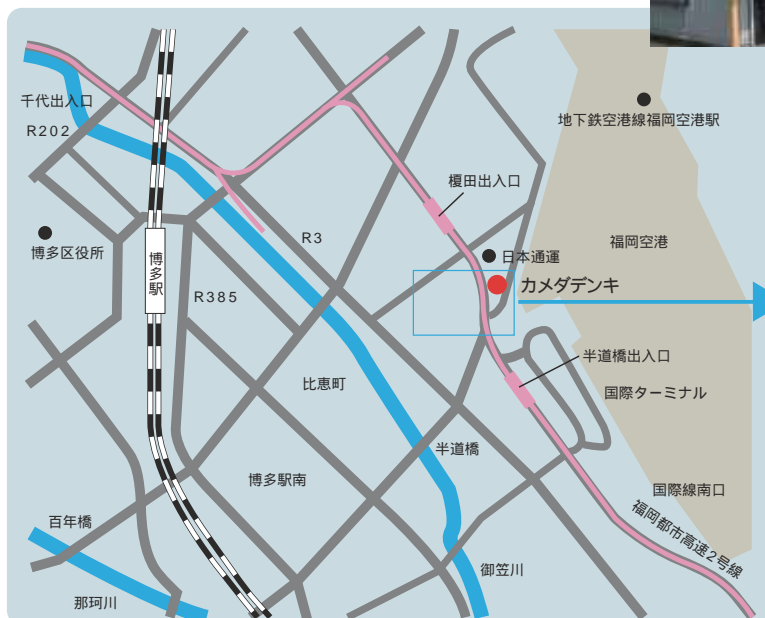 千代出入口
R202
地下鉄空港線福岡空港駅
榎田出入口
福岡空港
博多区役所
博多駅
R3
日本通運
カメダデンキ
R385
半道橋出入口
比恵町
国際ターミナル
半道橋
博多駅南
国際線南口
百年橋
福岡都市高速2号線
御笠川
那珂川